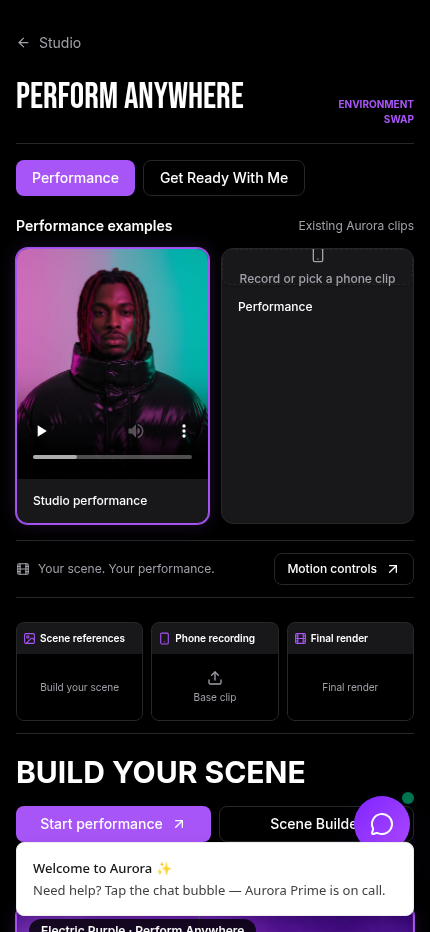 Studio
PERFORM ANYWHERE
ENVIRONMENT
SWAP
Performance
Get Ready With Me
Performance examples
Existing Aurora clips
Record or pick a phone clip
Performance
Studio performance
Your scene. Your performance.
Motion controls
Scene references
Phone recording
Final render
Build your scene
Base clip
Final render
BUILD YOUR SCENE
Start performance
Scene Builde
Welcome to Aurora ✨
Need help? Tap the chat bubble — Aurora Prime is on call.
Electric Purple · Perform Anywhere